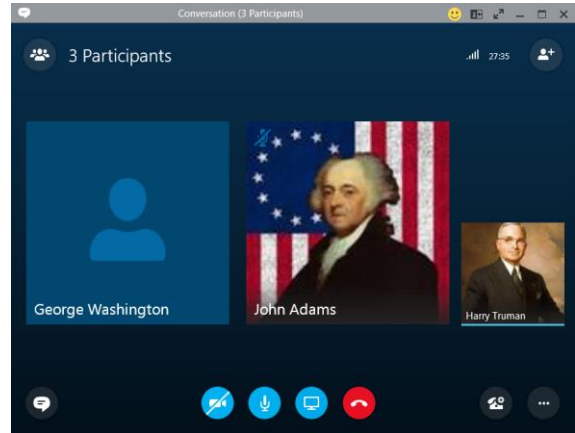 Conversation (3 Participants)
3 Participants
27:35
George Washington
John Adams
Harry Truman